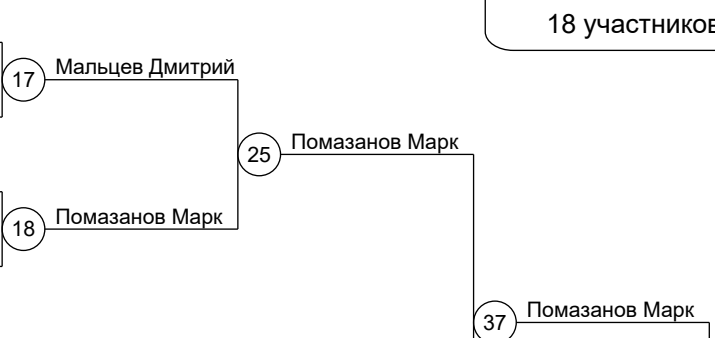 18 участников
17 Мальцев Дмитрий
25 Помазанов Марк
18 Помазанов Марк
37 Помазанов Марк